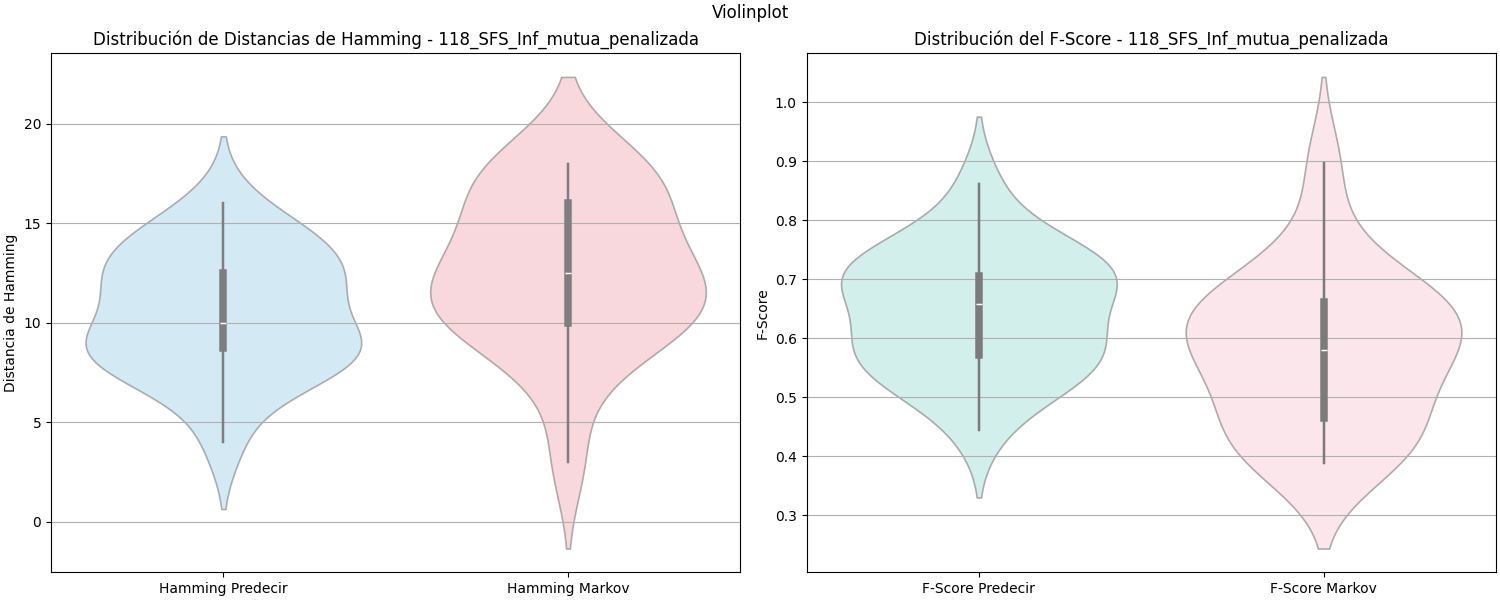 Violinplot
Distribución de Distancias de Hamming - 118_SFS_Inf_mutua_penalizada
Distancia de Hamming
20
15
10
5
0
Hamming Predecir
Hamming Markov
Distribución del F-Score - 118_SFS_Inf_mutua_penalizada
F-Score
1.0
0.9
0.8
0.7
0.6
0.5
0.4
0.3
F-Score Predecir
F-Score Markov